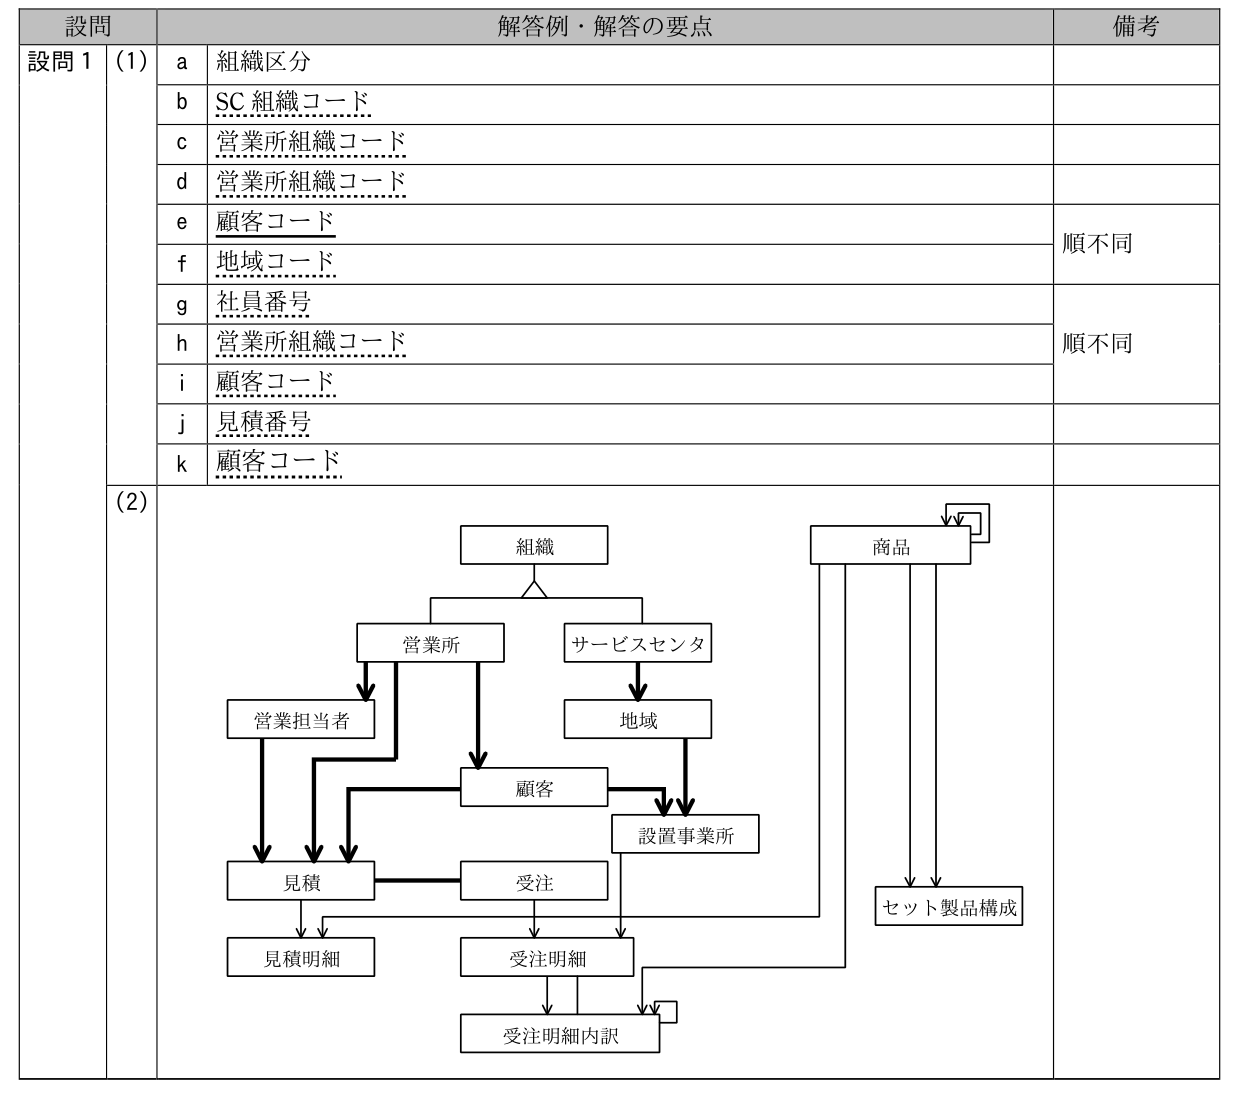 設問 解答例・解答の要点 備考
設問1 (1) a 組織区分
b SC 組織コード
c 営業所組織コード
d 営業所組織コード
e 顧客コード 順不同
f 地域コード
g 社員番号 順不同
h 営業所組織コード
i 顧客コード
j 見積番号
k 顧客コード
(2)
組織 商品
営業所 サービスセンタ
営業担当者 地域
顧客
設置事業所
見積 受注
セット製品構成
見積明細 受注明細
受注明細内訳